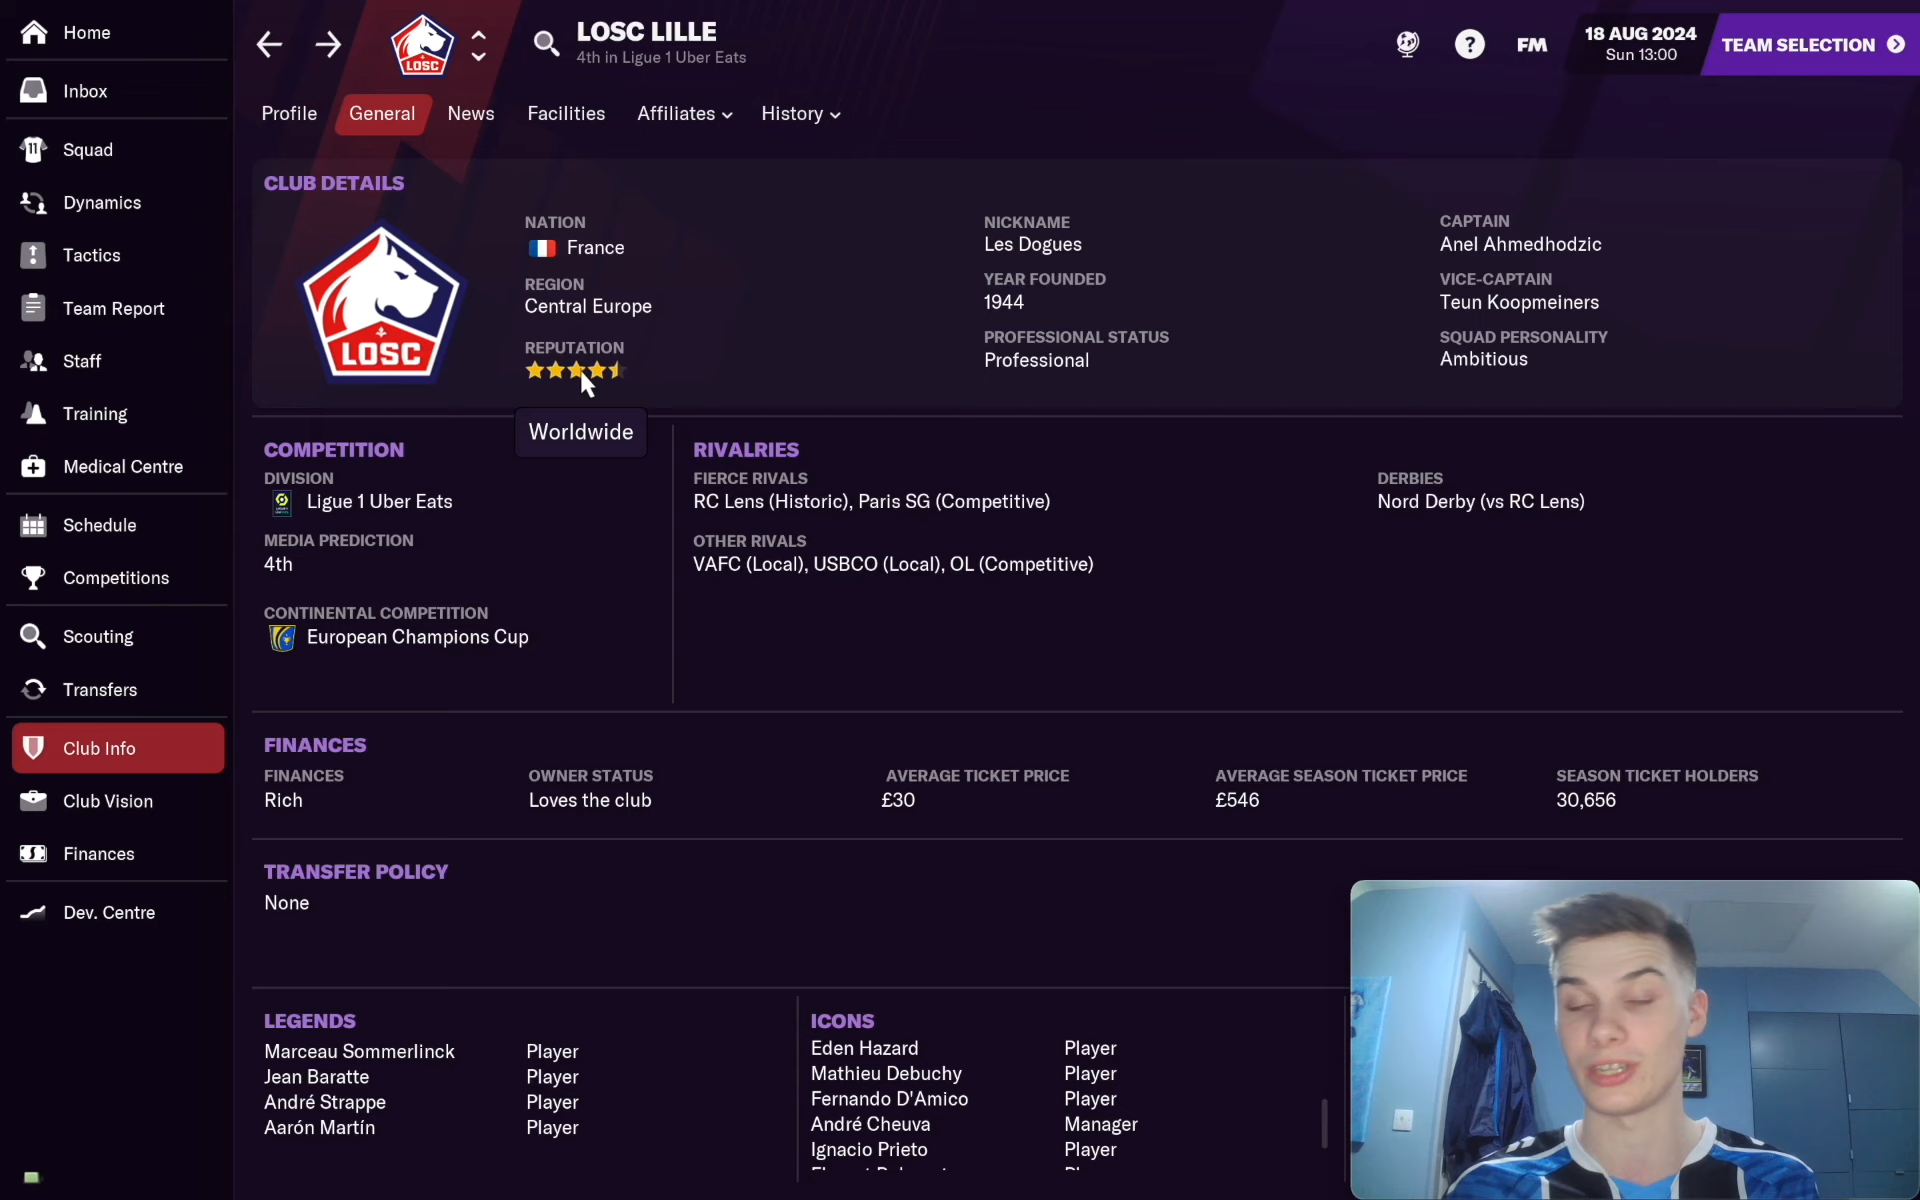 Home
Inbox
Squad
Dynamics
Tactics
Team Report
Staff
Training
Medical Centre
Schedule
Competitions
Scouting
Transfers
Club Info
Club Vision
Finances
Dev. Centre
LOSC
LOSC LILLE
4th in Ligue 1 Uber Eats
?
FM
18 AUG 2024
Sun 13:00
TEAM SELECTION
Profile
General
News
Facilities
Affiliates
History
CLUB DETAILS
LOSC
NATION
France
REGION
Central Europe
REPUTATION
Worldwide
NICKNAME
Les Dogues
YEAR FOUNDED
1944
PROFESSIONAL STATUS
Professional
CAPTAIN
Anel Ahmedhodzic
VICE-CAPTAIN
Teun Koopmeiners
SQUAD PERSONALITY
Ambitious
COMPETITION
DIVISION
Ligue 1 Uber Eats
MEDIA PREDICTION
4th
CONTINENTAL COMPETITION
European Champions Cup
RIVALRIES
FIERCE RIVALS
RC Lens (Historic), Paris SG (Competitive)
OTHER RIVALS
VAFC (Local), USBCO (Local), OL (Competitive)
DERBIES
Nord Derby (vs RC Lens)
FINANCES
FINANCES
Rich
OWNER STATUS
Loves the club
AVERAGE TICKET PRICE
£30
AVERAGE SEASON TICKET PRICE
£546
SEASON TICKET HOLDERS
30,656
TRANSFER POLICY
None
LEGENDS
Marceau Sommerlinck Player
Jean Baratte Player
André Strappe Player
Aarón Martín Player
ICONS
Eden Hazard Player
Mathieu Debuchy Player
Fernando D'Amico Player
André Cheuva Manager
Ignacio Prieto Player